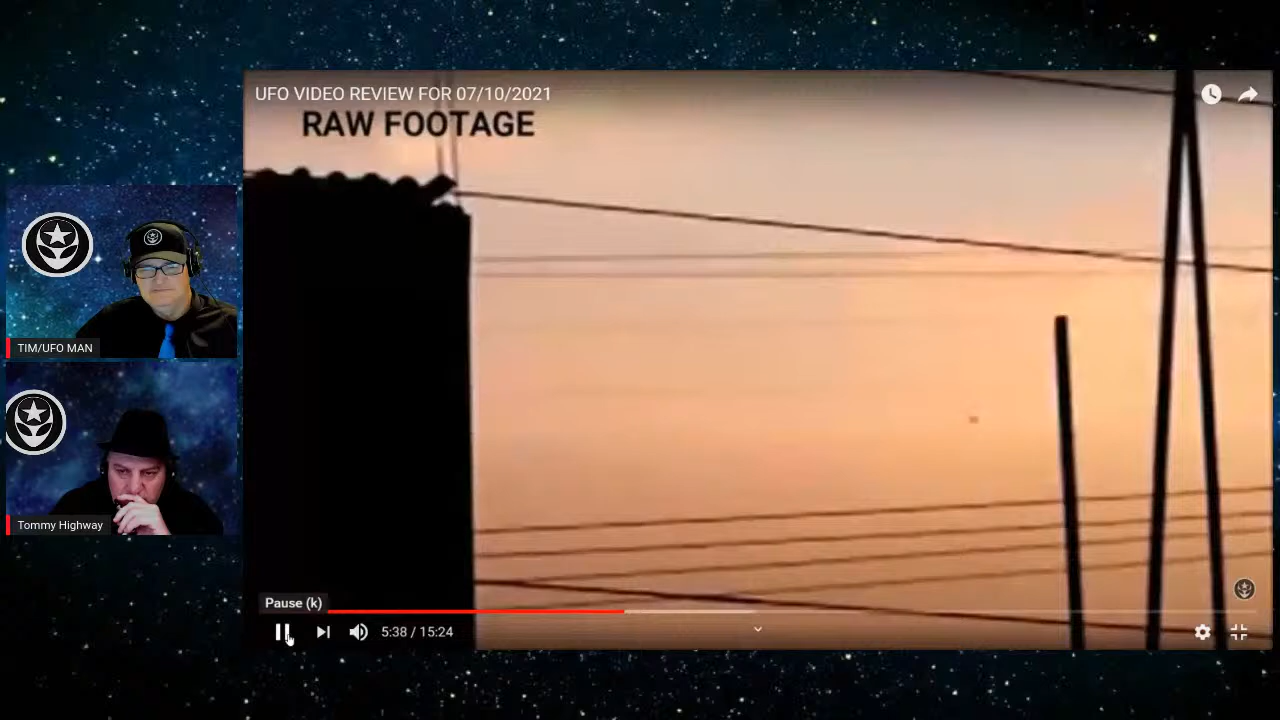 UFO VIDEO REVIEW FOR 07/10/2021
RAW FOOTAGE
TIM/UFO MAN
Tommy Highway
Pause (k)
5:38 / 15:24